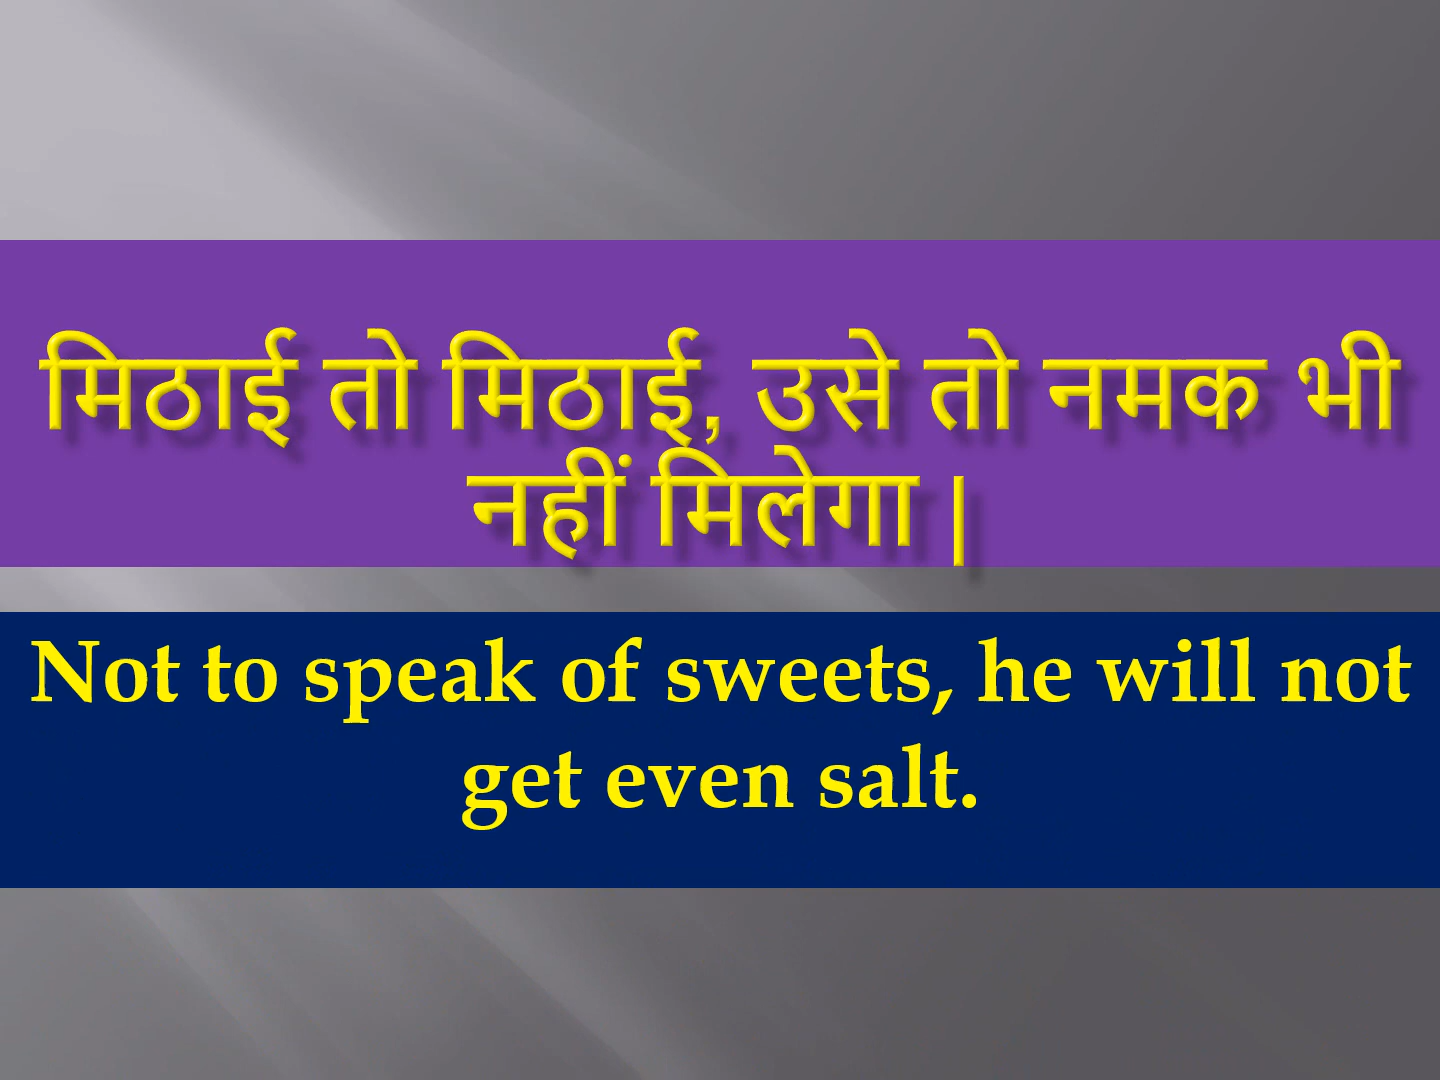 मिठाई तो मिठाई, उसे तो नमक भी
नहीं मिलेगा |
Not to speak of sweets, he will not
get even salt.